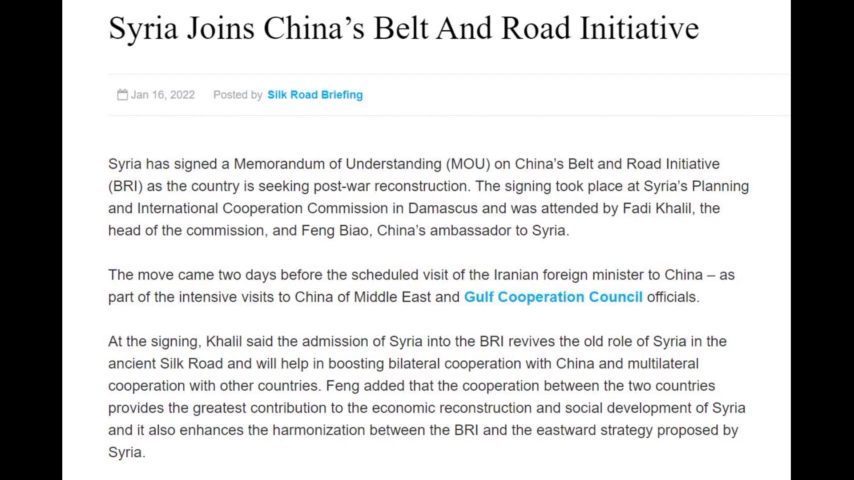 Syria Joins China’s Belt And Road Initiative
Jan 16, 2022 Posted by Silk Road Briefing
Syria has signed a Memorandum of Understanding (MOU) on China’s Belt and Road Initiative
(BRI) as the country is seeking post-war reconstruction. The signing took place at Syria’s Planning
and International Cooperation Commission in Damascus and was attended by Fadi Khalil, the
head of the commission, and Feng Biao, China’s ambassador to Syria.
The move came two days before the scheduled visit of the Iranian foreign minister to China – as
part of the intensive visits to China of Middle East and Gulf Cooperation Council officials.
At the signing, Khalil said the admission of Syria into the BRI revives the old role of Syria in the
ancient Silk Road and will help in boosting bilateral cooperation with China and multilateral
cooperation with other countries. Feng added that the cooperation between the two countries
provides the greatest contribution to the economic reconstruction and social development of Syria
and it also enhances the harmonization between the BRI and the eastward strategy proposed by
Syria.